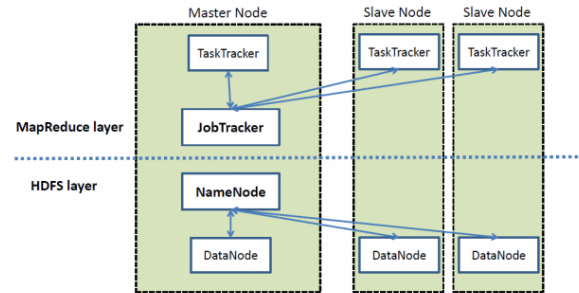 Master Node
Slave Node
Slave Node
TaskTracker
TaskTracker
TaskTracker
JobTracker
MapReduce layer
HDFS layer
NameNode
DataNode
DataNode
DataNode